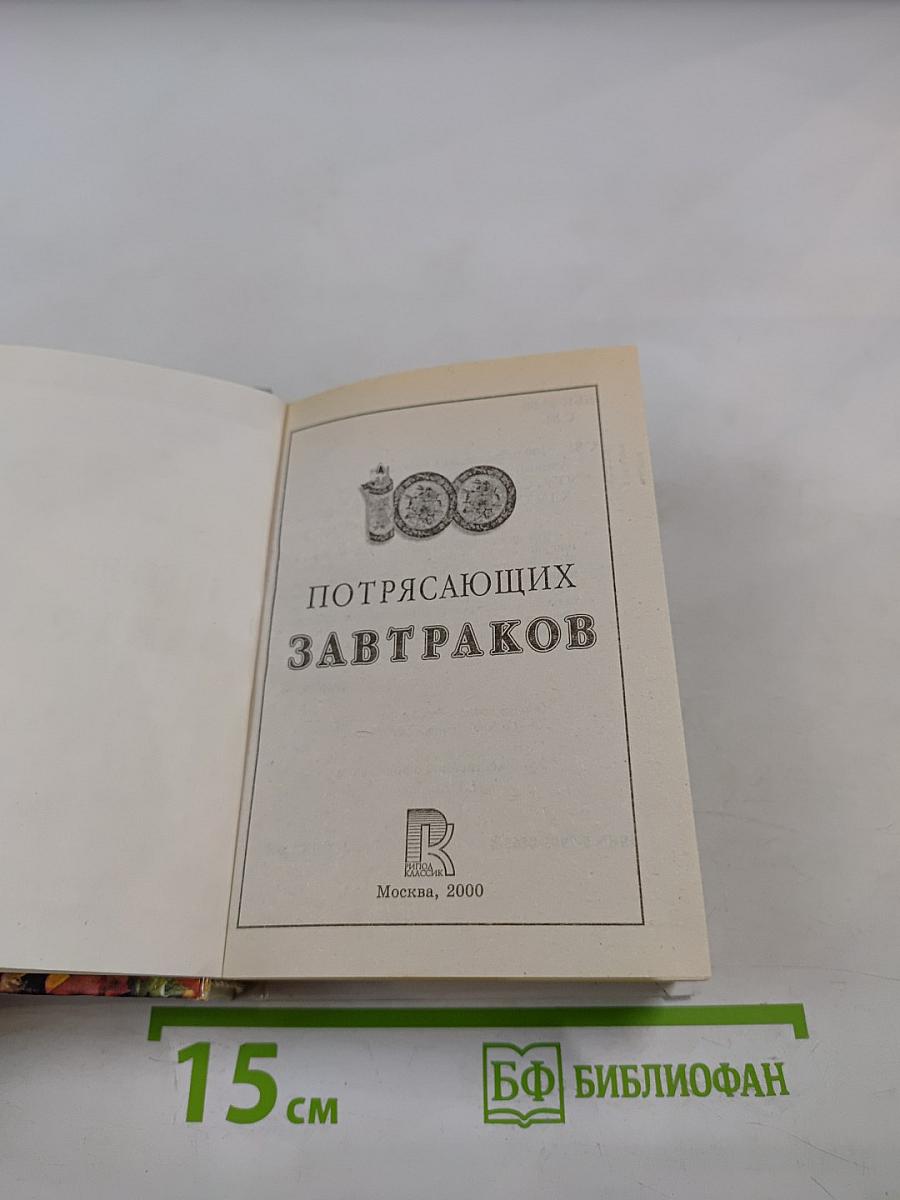 100
ПОТРЯСАЮЩИХ
ЗАВТРАКОВ
РИПОЛ
КЛАССИК
Москва, 2000
15 см
БФ БИБЛИОФАН